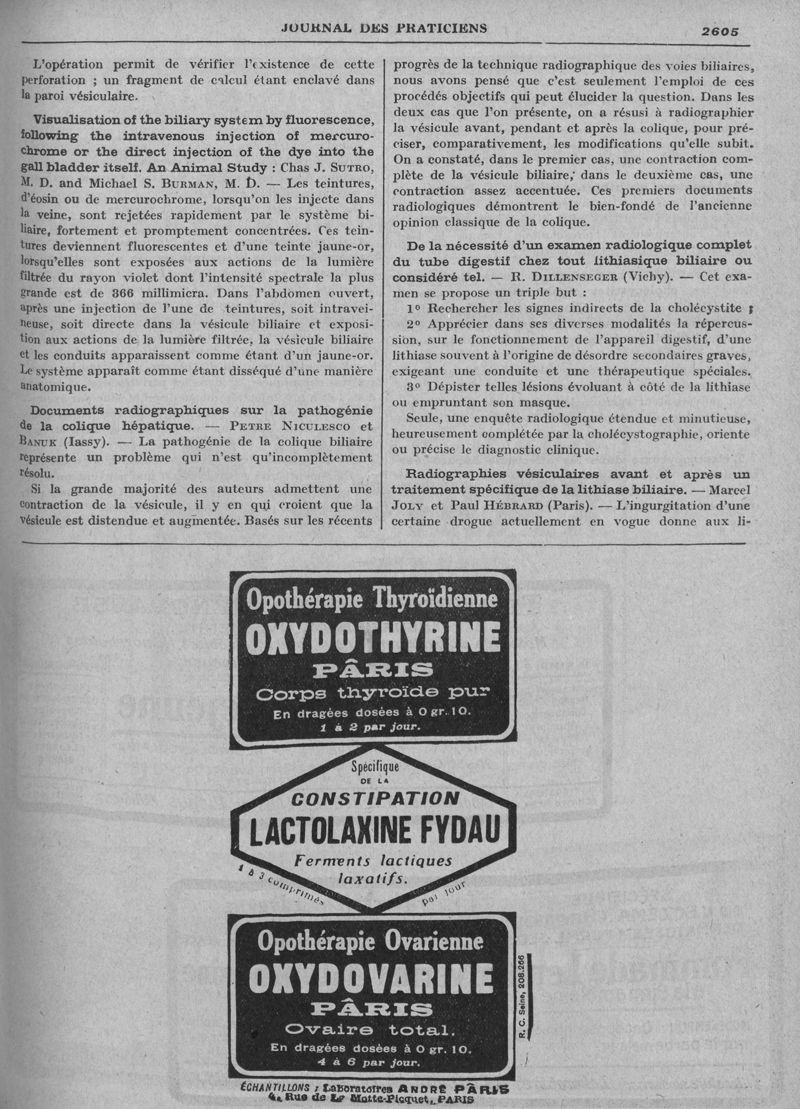 JOURNAL DES PRATICIENS
2605
L'opération permit de vérifier l'existence de cette
perforation ; un fragment de calcul étant enclavé dans
la paroi vésiculaire.
Visualisation of the biliary system by fluorescence,
following the intravenous injection of mercuro-
chrome or the direct injection of the dye into the
gall bladder itself. An Animal Study : Chas J. SUTRO,
M. D. and Michael S. BURMAN, M. D. — Les teintures,
d'éosin ou de mercurochrome, lorsqu'on les injecte dans
la veine, sont rejetées rapidement par le système bi-
liaire, fortement et promptement concentrées. Ces tein-
tures deviennent fluorescentes et d'une teinte jaune-or,
lorsqu'elles sont exposées aux actions de la lumière
filtrée du rayon violet dont l'intensité spectrale la plus
grande est de 366 millimicra. Dans l'abdomen ouvert,
après une injection de l'une de teintures, soit intravei-
neuse, soit directe dans la vésicule biliaire et exposi-
tion aux actions de la lumière filtrée, la vésicule biliaire
et les conduits apparaissent comme étant d'un jaune-or.
Le système apparaît comme étant disséqué d'une manière
anatomique.
Documents radiographiques sur la pathogénie
de la colique hépatique. — PETRE NICULESCO et
BANUK (Iassy). — La pathogénie de la colique biliaire
représente un problème qui n'est qu'incomplètement
résolu.
Si la grande majorité des auteurs admettent une
contraction de la vésicule, il y en qui croient que la
vésicule est distendue et augmentée. Basés sur les récents
progrès de la technique radiographique des voies biliaires,
nous avons pensé que c'est seulement l'emploi de ces
procédés objectifs qui peut élucider la question. Dans les
deux cas que l'on présente, on a résusi à radiographier
la vésicule avant, pendant et après la colique, pour pré-
ciser, comparativement, les modifications qu'elle subit.
On a constaté, dans le premier cas, une contraction com-
plète de la vésicule biliaire, dans le deuxième cas, une
contraction assez accentuée. Ces premiers documents
radiologiques démontrent le bien-fondé de l'ancienne
opinion classique de la colique.
De la nécessité d'un examen radiologique complet
du tube digestif chez tout lithiasique biliaire ou
considéré tel. — R. DILLENSEGER (Vichy). — Cet exa-
men se propose un triple but :
1º Rechercher les signes indirects de la cholécystite ;
2º Apprécier dans ses diverses modalités la répercus-
sion, sur le fonctionnement de l'appareil digestif, d'une
lithiase souvent à l'origine de désordre secondaires graves,
exigeant une conduite et une thérapeutique spéciales.
3º Dépister telles lésions évoluant à côté de la lithiase
ou empruntant son masque.
Seule, une enquête radiologique étendue et minutieuse,
heureusement complétée par la cholécystographie, oriente
ou précise le diagnostic clinique.
Radiographies vésiculaires avant et après un
traitement spécifique de la lithiase biliaire. — Marcel
JOLY et Paul HÉBRARD (Paris). — L'ingurgitation d'une
certaine drogue actuellement en vogue donne aux li-
Opothérapie Thyroïdienne
OXYDOTHYRINE
PÂRIS
Corps thyroïde pur
En dragées dosées à 0 gr. 10.
1 à 2 par jour.
Spécifique
DE LA
CONSTIPATION
LACTOLAXINE FYDAU
Ferments lactiques
laxatifs.
1 à 3 comprimés
par jour
Opothérapie Ovarienne
OXYDOVARINE
PÂRIS
Ovaire total.
En dragées dosées à 0 gr. 10.
4 à 6 par jour.
R. C. Seine, 208.266
ÉCHANTILLONS : Laboratoires ANDRÉ PÂRIS
4, Rue de La Motte-Picquet, PARIS